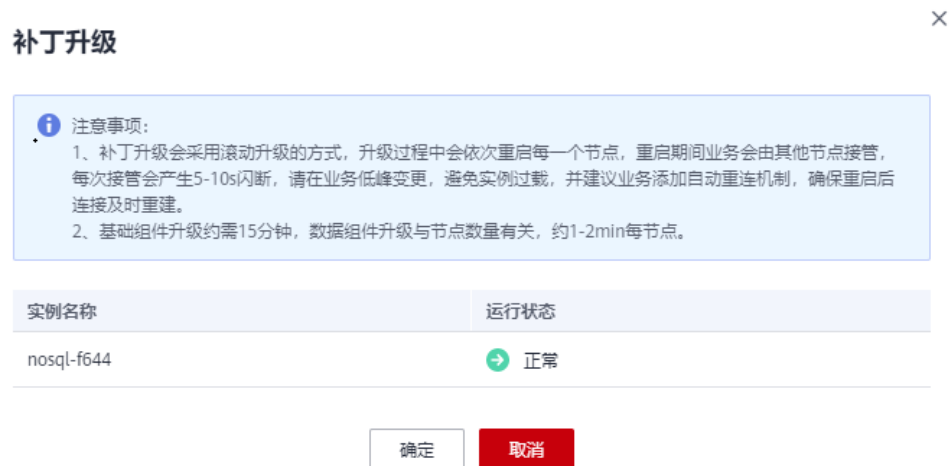 补丁升级
注意事项：
1、补丁升级会采用滚动升级的方式，升级过程中会依次重启每一个节点，重启期间业务会由其他节点接管，
每次接管会产生5-10s闪断，请在业务低峰变更，避免实例过载，并建议业务添加自动重连机制，确保重启后
连接及时重建。
2、基础组件升级约需15分钟，数据组件升级与节点数量有关，约1-2min每节点。
实例名称 运行状态
nosql-f644 正常
确定 取消